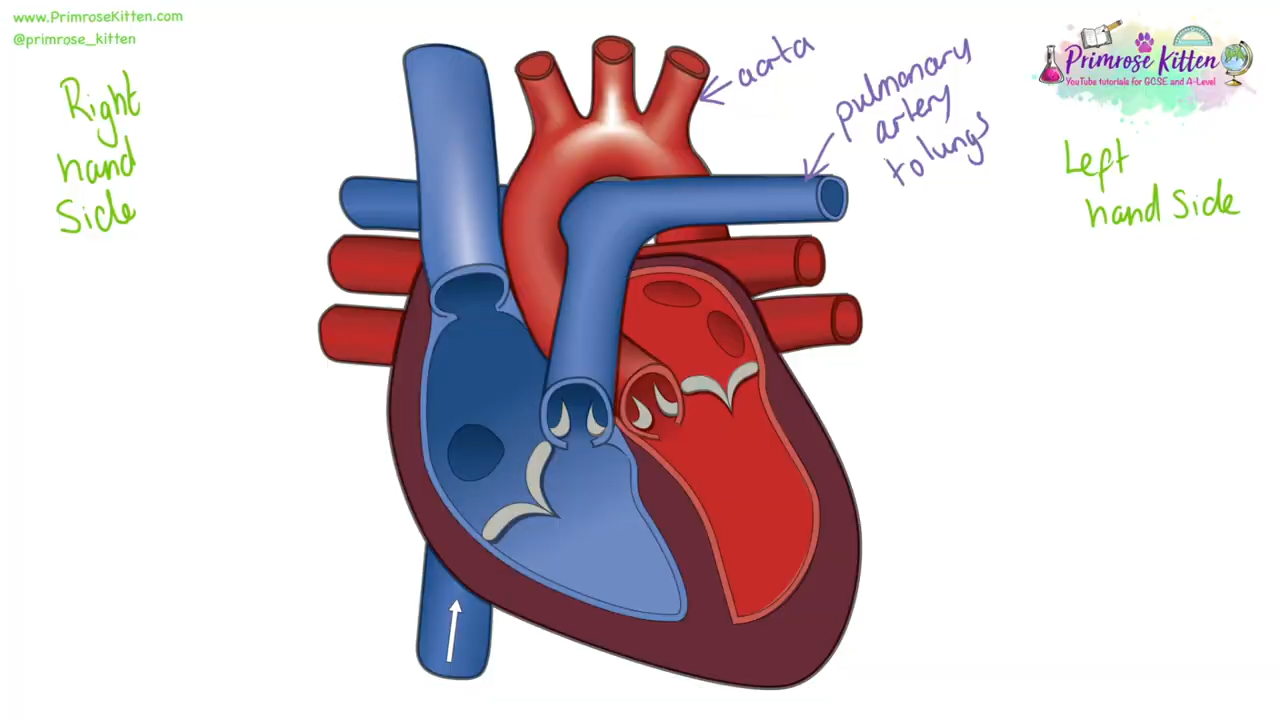 www.PrimroseKitten.com
@primrose_kitten
Right
hand
Side
aorta
pulmonary
artery
to lungs
Primrose Kitten
YouTube tutorials for GCSE and A-Level
Left
hand Side